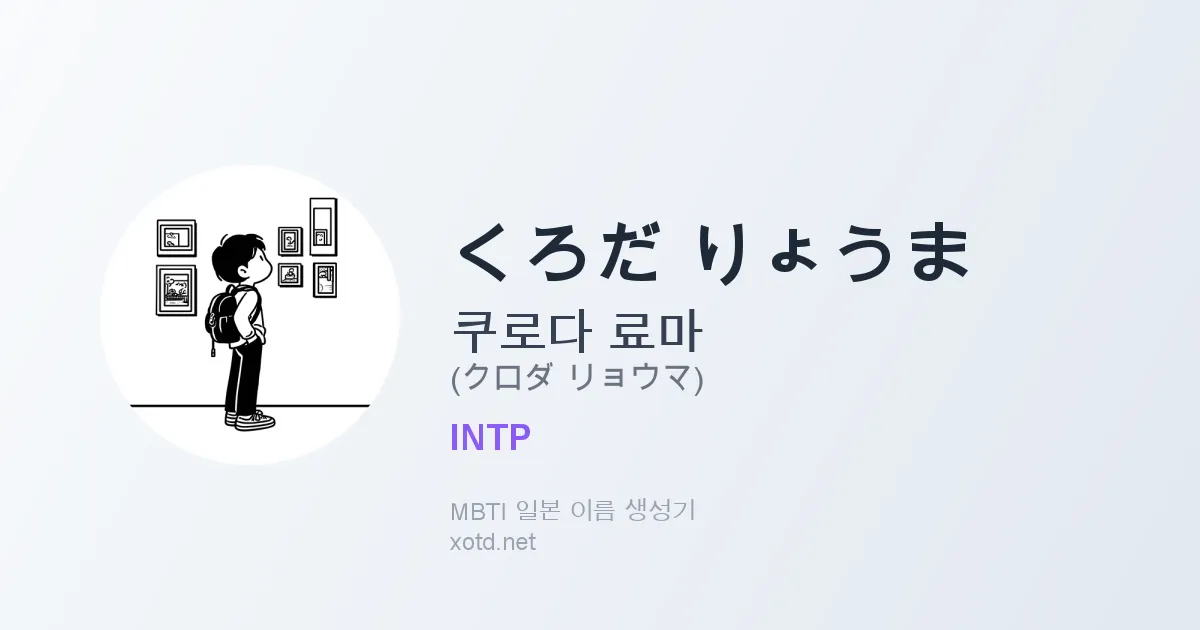 くろだ りょうま
쿠로다 료마
(クロダ リョウマ)
INTP
MBTI 일본 이름 생성기
xotd.net